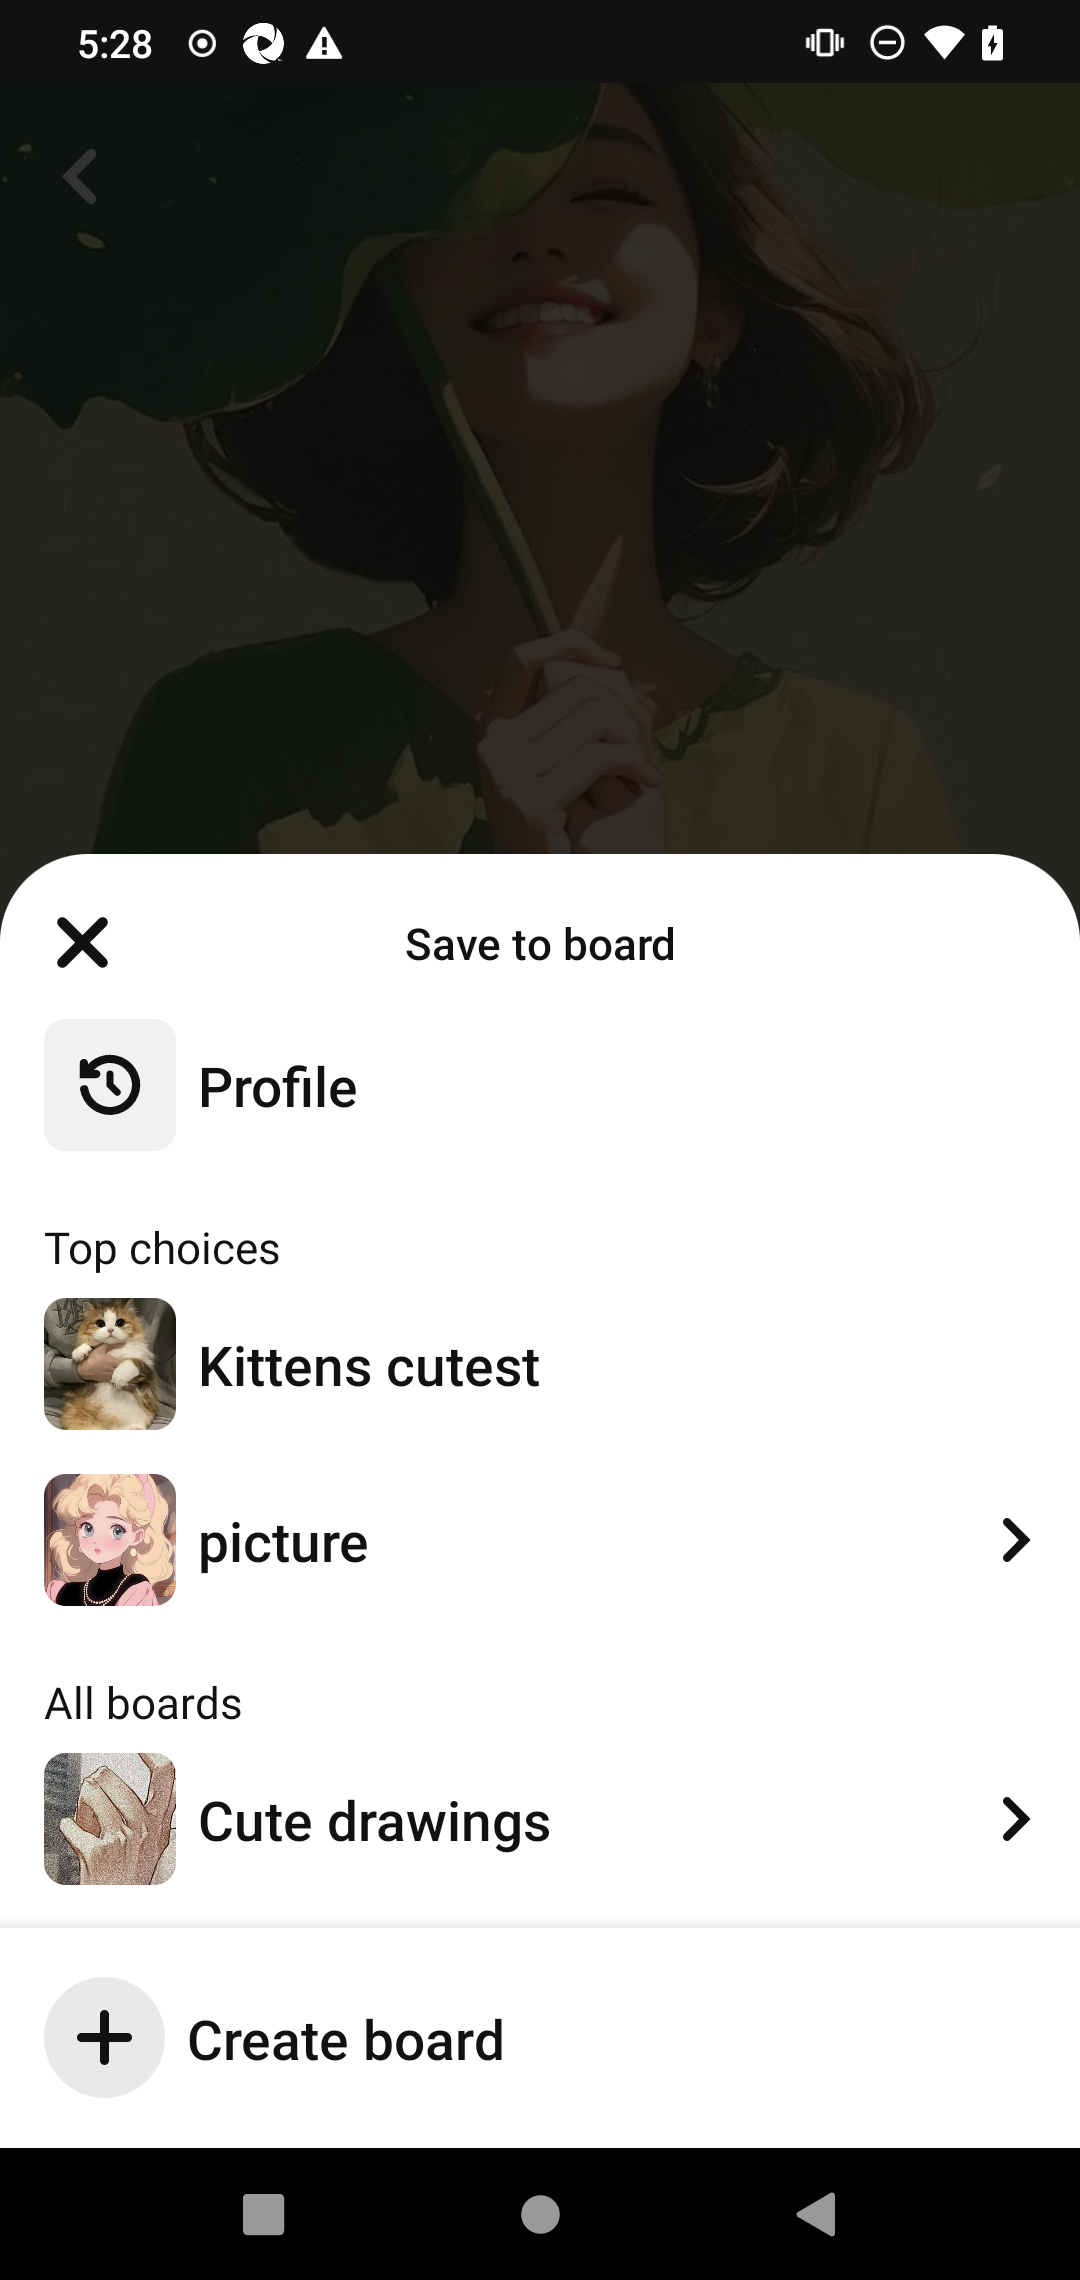 5:28
Save to board
Profile
Top choices
Kittens cutest
picture
All boards
Cute drawings
Create board